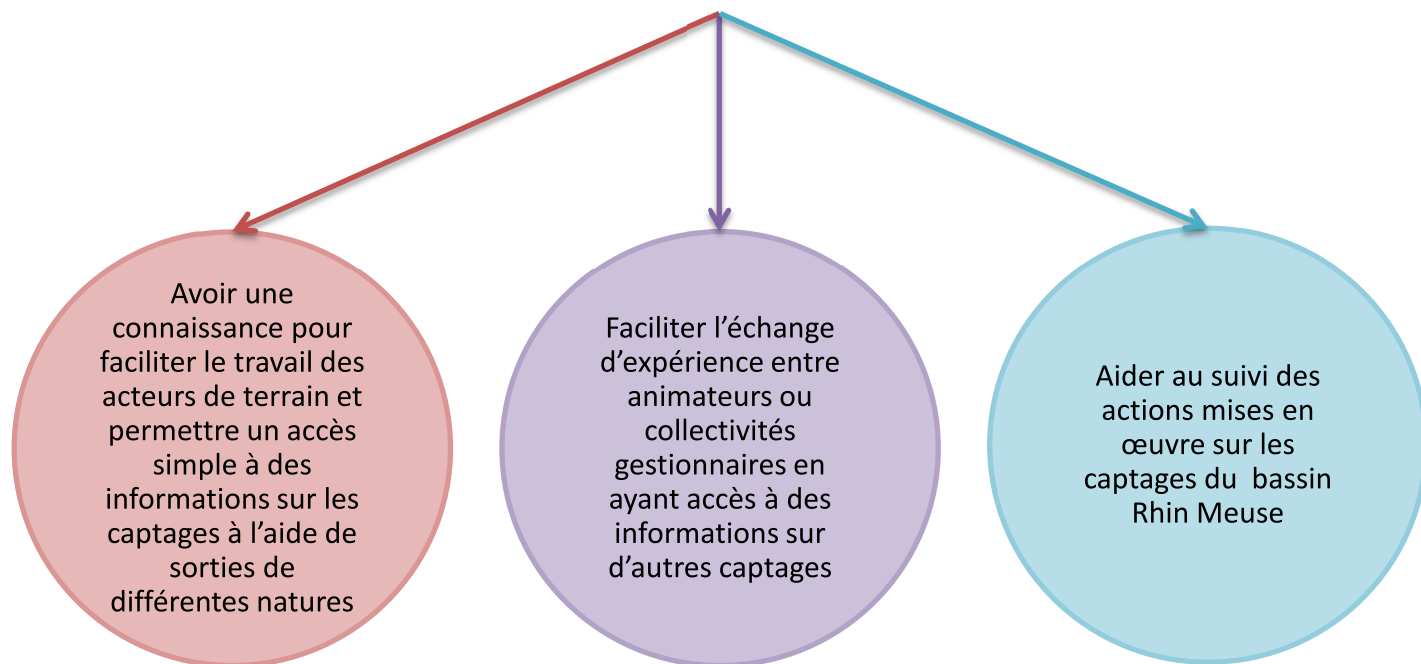 Avoir une
connaissance pour
faciliter le travail des
acteurs de terrain et
permettre un accès
simple à des
informations sur les
captages à l’aide de
sorties de
différentes natures
Faciliter l’échange
d’expérience entre
animateurs ou
collectivités
gestionnaires en
ayant accès à des
informations sur
d’autres captages
Aider au suivi des
actions mises en
œuvre sur les
captages du  bassin
Rhin Meuse